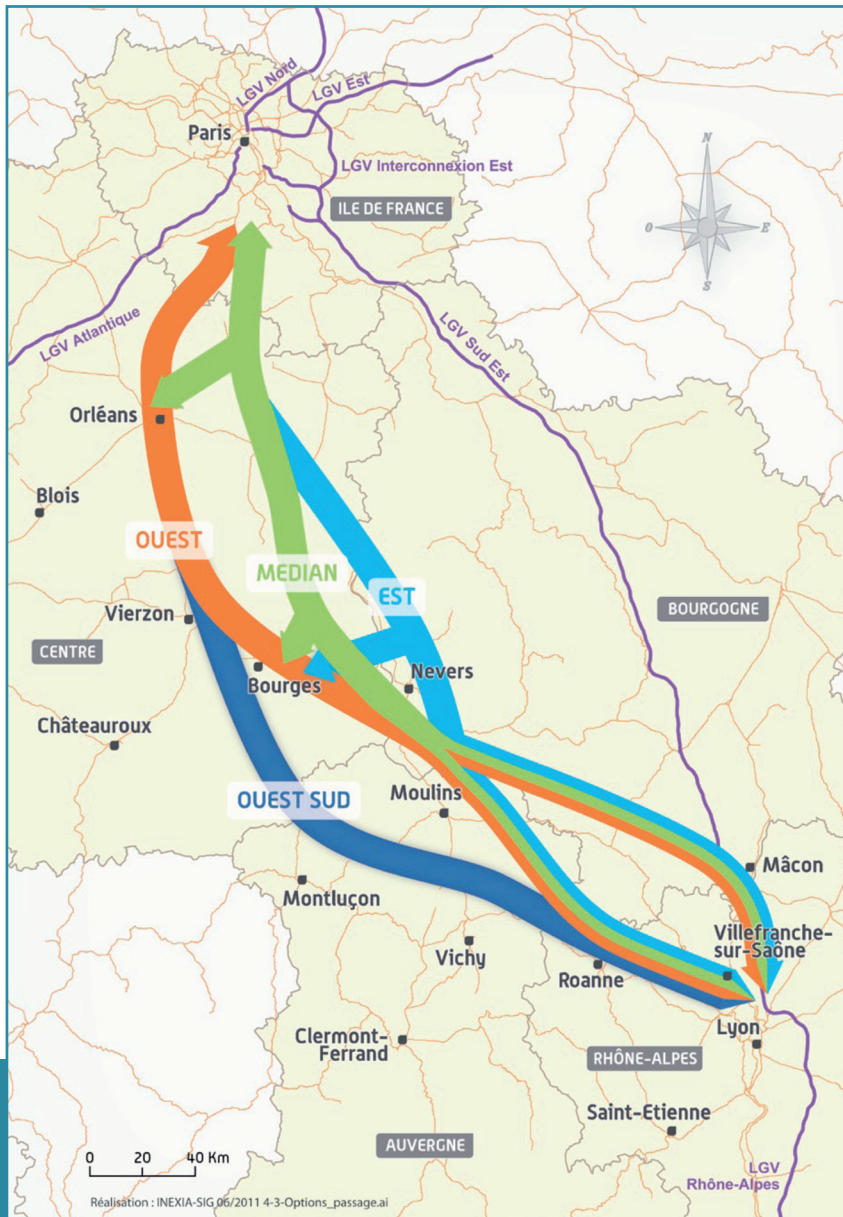 LGV Nord
LGV Est
Paris
LGV Interconnexion Est
ILE DE FRANCE
N
O
E
S
LGV Atlantique
LGV Sud Est
Orléans
Blois
OUEST
MEDIAN
EST
Vierzon
BOURGOGNE
CENTRE
Bourges
Nevers
Châteauroux
OUEST SUD
Moulins
Mâcon
Montluçon
Villefranche-
sur-Saône
Vichy
Roanne
Lyon
Clermont-
Ferrand
RHÔNE-ALPES
Saint-Etienne
AUVERGNE
0 20 40 Km
LGV
Rhône-Alpes
Réalisation : INEXIA-SIG 06/2011 4-3-Options_passage.ai